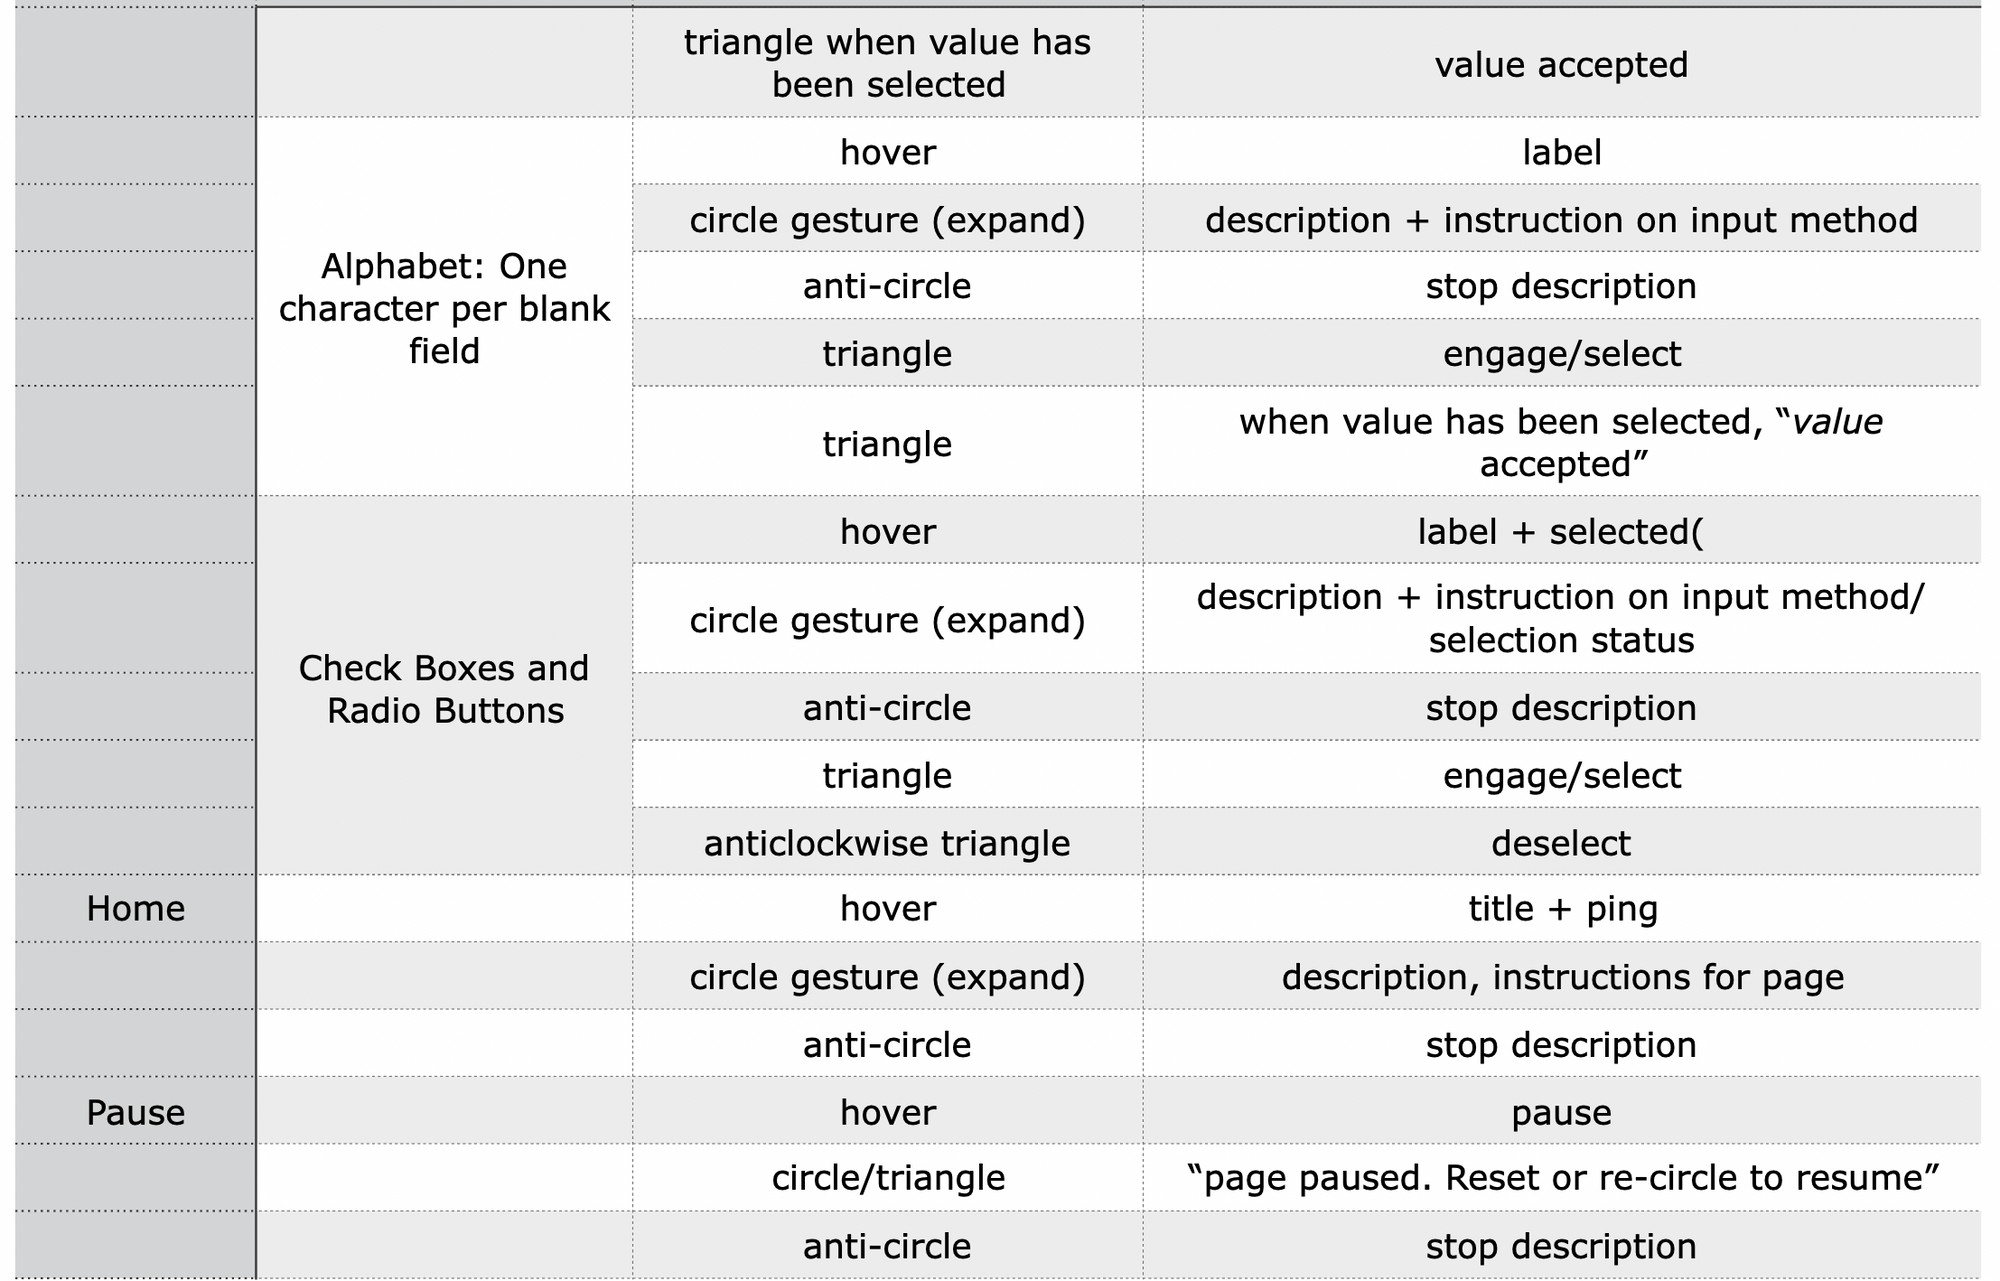 triangle when value has
been selected
value accepted
Alphabet: One
character per blank
field
hover
label
circle gesture (expand)
description + instruction on input method
anti-circle
stop description
triangle
engage/select
triangle
when value has been selected, “value
accepted”
Check Boxes and
Radio Buttons
hover
label + selected(
circle gesture (expand)
description + instruction on input method/
selection status
anti-circle
stop description
triangle
engage/select
anticlockwise triangle
deselect
Home
hover
title + ping
circle gesture (expand)
description, instructions for page
anti-circle
stop description
Pause
hover
pause
circle/triangle
“page paused. Reset or re-circle to resume”
anti-circle
stop description